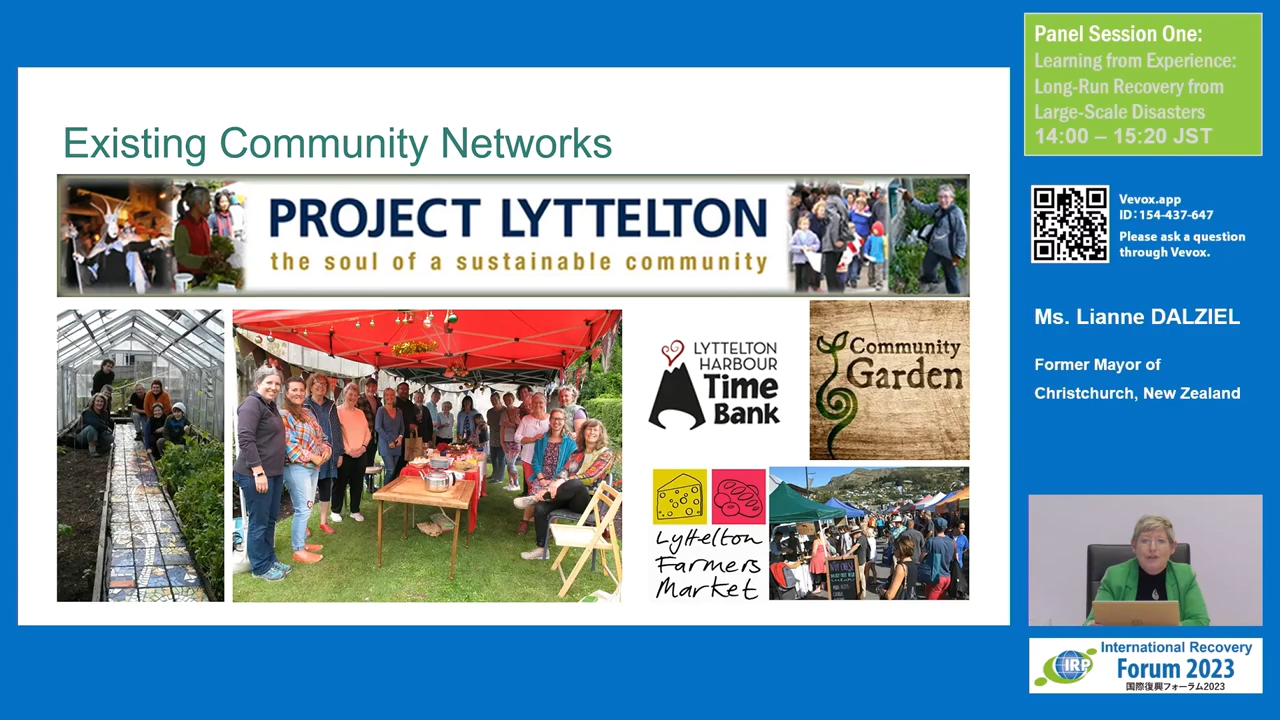 Existing Community Networks
PROJECT LYTTELTON
the soul of a sustainable community
LYTTELTON
HARBOUR
Time
Bank
Community
Garden
Lyttelton
Farmers
Market
Panel Session One:
Learning from Experience:
Long-Run Recovery from
Large-Scale Disasters
14:00 – 15:20 JST
Vevox.app
ID：154-437-647
Please ask a question
through Vevox.
Ms. Lianne DALZIEL
Former Mayor of
Christchurch, New Zealand
IRP
International Recovery
Forum 2023
国際復興フォーラム2023